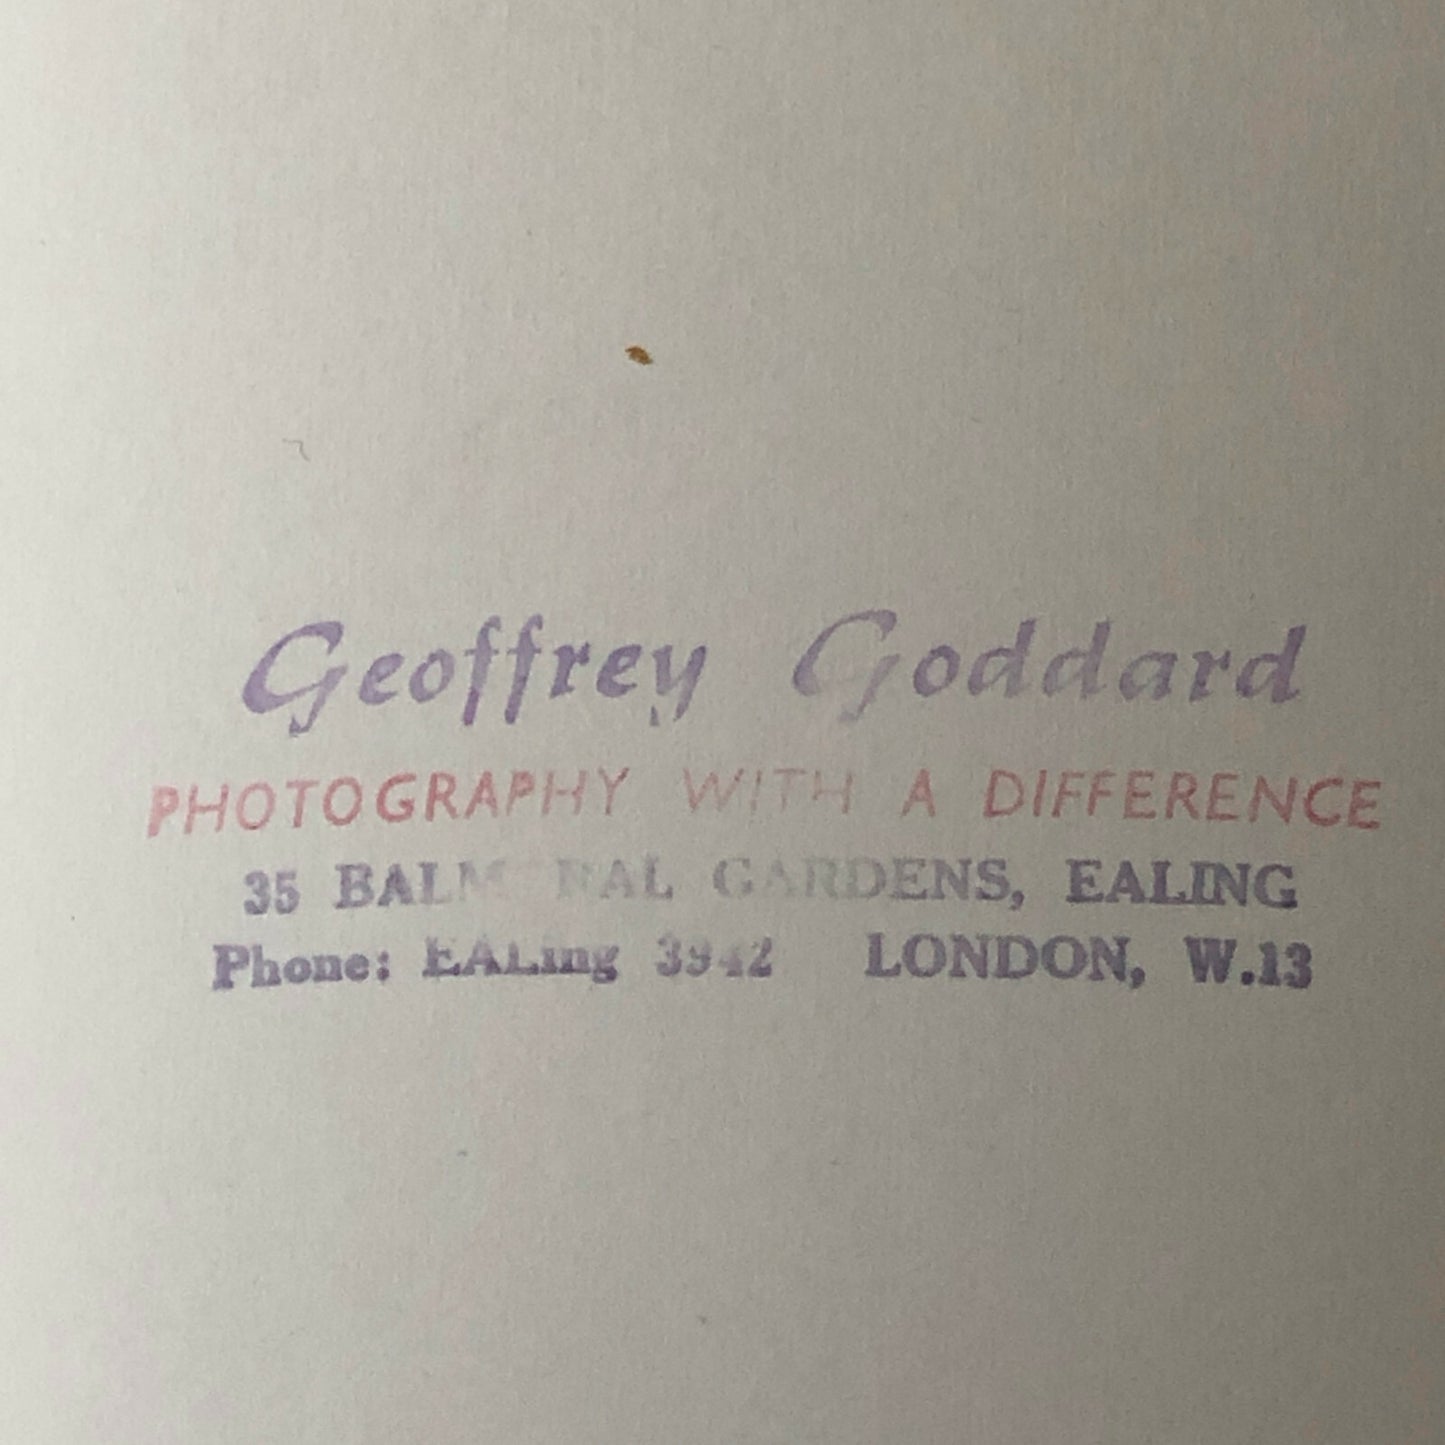 Geoffrey Goddard
PHOTOGRAPHY WITH A DIFFERENCE
35 BALMORAL GARDENS, EALING
Phone: EALing 3942 LONDON, W.13